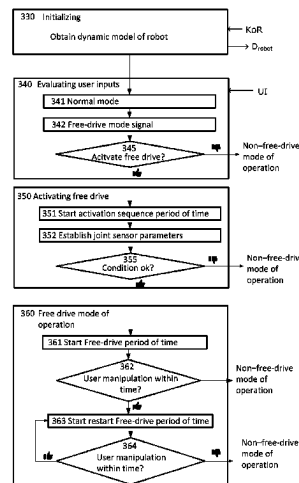 330 Initializing
Obtain dynamic model of robot
KoR
Drobot
340 Evaluating user inputs
UI
341 Normal mode
342 Free-drive mode signal
345
Acitvate free drive?
Non-free-drive
mode of
operation
350 Activating free drive
351 Start activation sequence period of time
352 Establish joint sensor parameters
355
Condition ok?
Non-free-driv
mode of
operation
360 Free drive mode of
operation
361 Start Free-drive period of time
362
User manipulation within
time?
Non-free-drive
mode of
operation
363 Start restart Free-drive period of time
364
User manipulation
within time?
Non-free-drive
mode of
operation